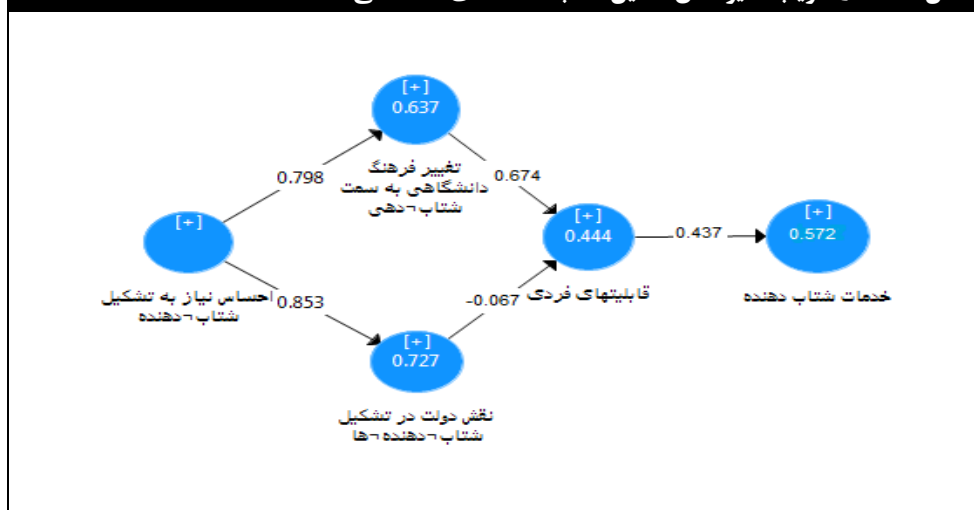 [+]
0.637
تغییر فرهنگ
دانشگاهی به سمت
شتاب¬دهی
0.798
0.674
[+]
احساس نیاز به تشکیل
شتاب¬دهنده
[+]
0.444
قابلیتهای فردی
0.437
[+]
0.572
خدمات شتاب دهنده
0.853
-0.067
[+]
0.727
نقش دولت در تشکیل
شتاب¬دهنده¬ها